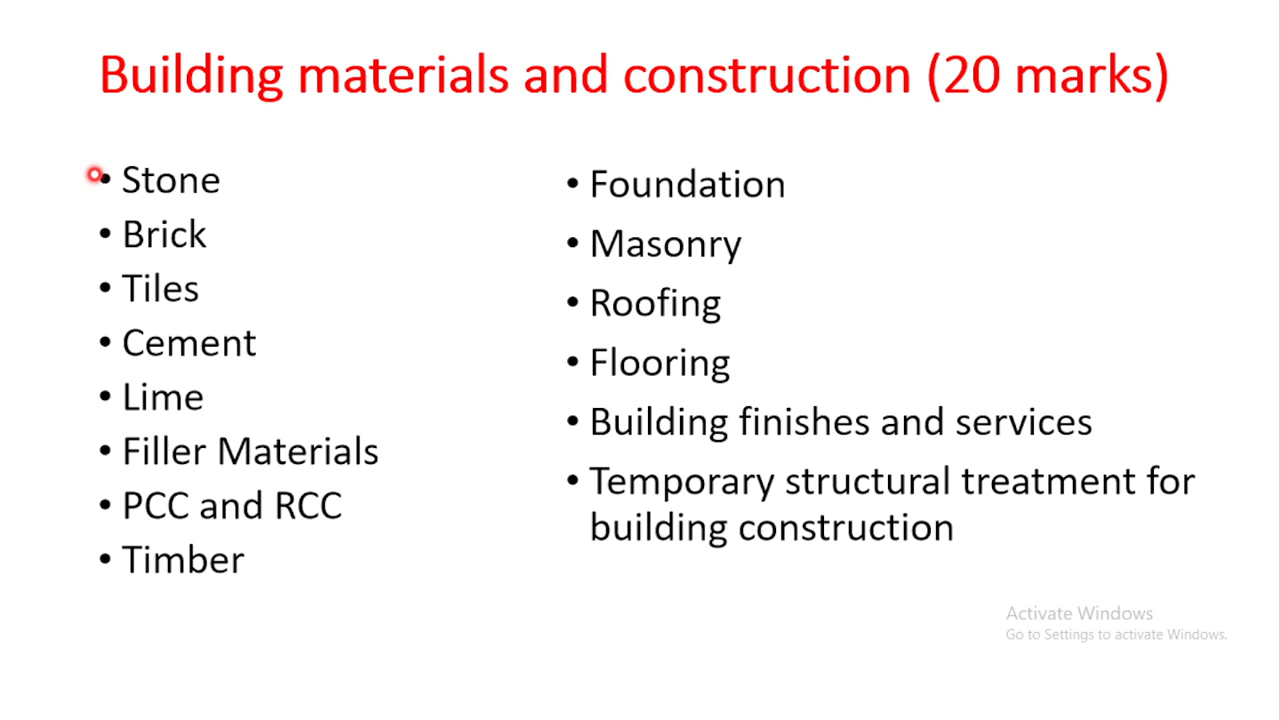 Building materials and construction (20 marks)
• Stone
• Brick
• Tiles
• Cement
• Lime
• Filler Materials
• PCC and RCC
• Timber
• Foundation
• Masonry
• Roofing
• Flooring
• Building finishes and services
• Temporary structural treatment for
building construction
Activate Windows
Go to Settings to activate Windows.